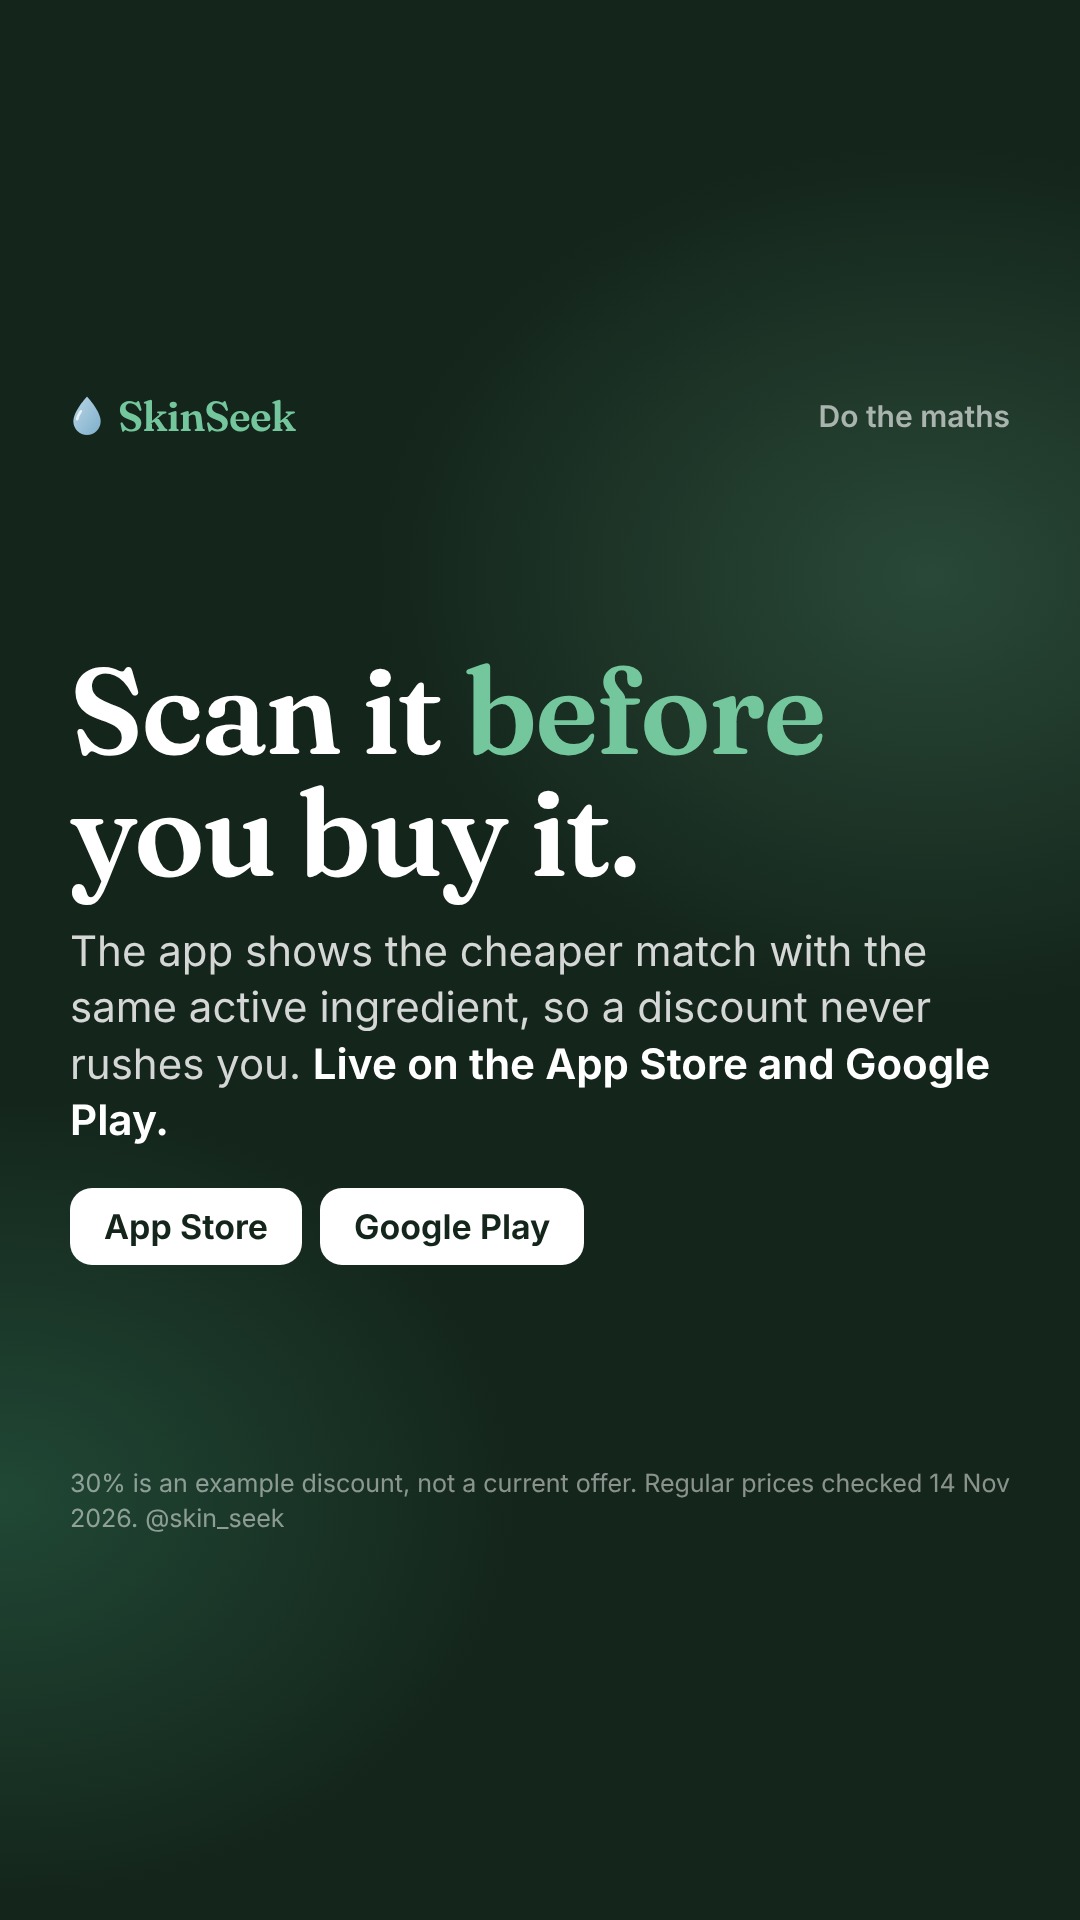 SkinSeek
Do the maths
Scan it before
you buy it.
The app shows the cheaper match with the
same active ingredient, so a discount never
rushes you. Live on the App Store and Google
Play.
App Store
Google Play
30% is an example discount, not a current offer. Regular prices checked 14 Nov
2026. @skin_seek